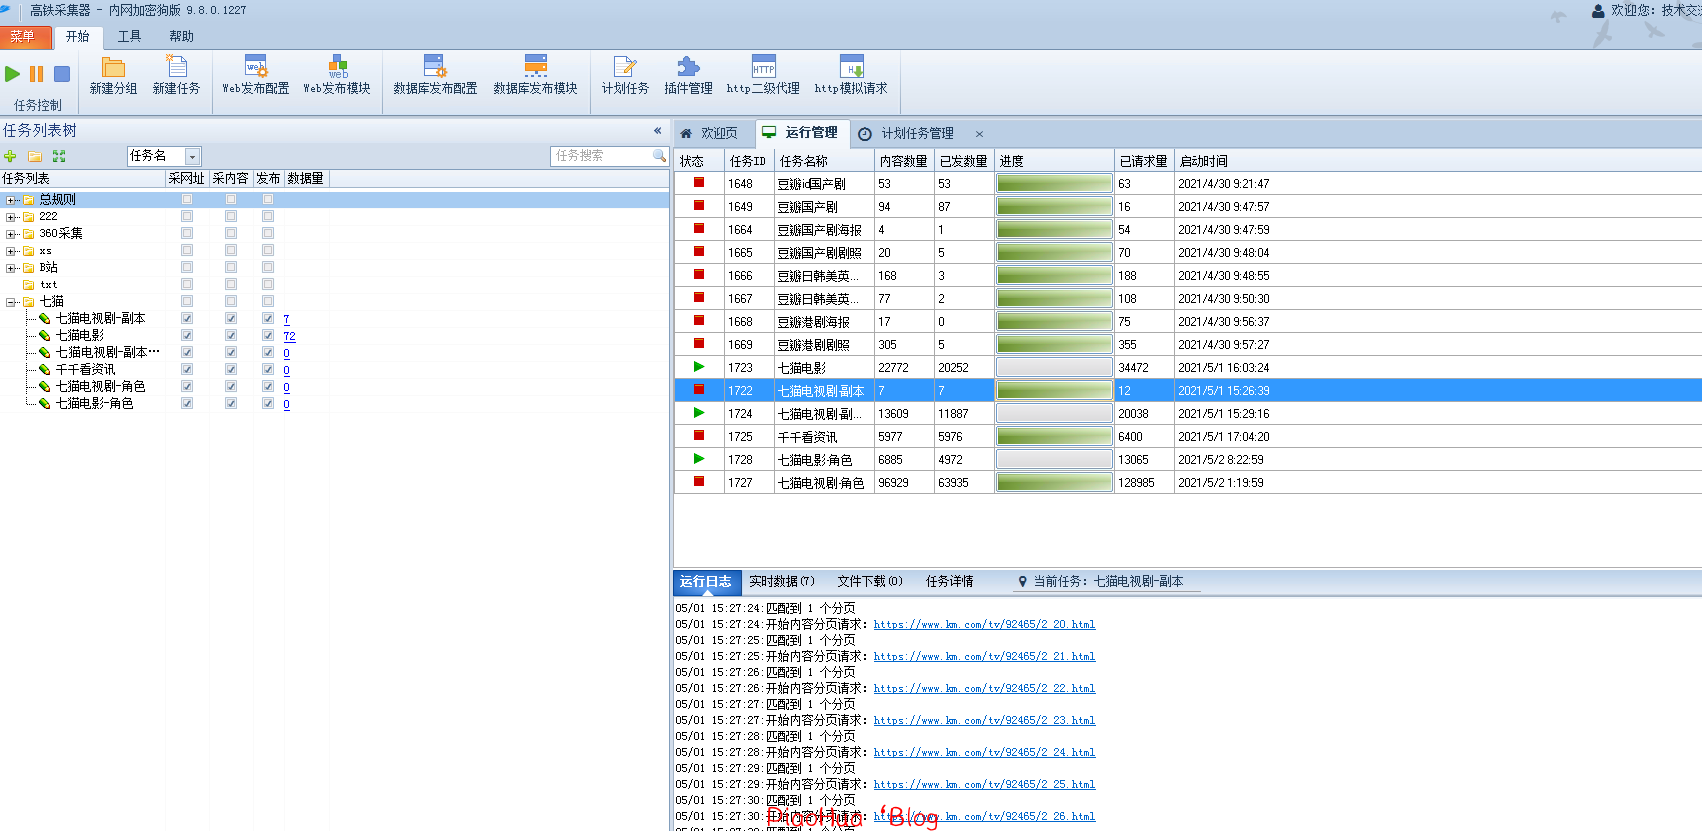 高铁采集器 - 内网加密狗版 9.8.0.1227
欢迎您: 技术交
菜单 开始 工具 帮助
新建分组 新建任务 Web发布配置 Web发布模块 数据库发布配置 数据库发布模块 计划任务 插件管理 http二级代理 http模拟请求
任务控制
任务列表树 «
任务名 任务搜索
任务列表 采网址 采内容 发布 数据量
总规则
222
360采集
xs
B站
txt
七猫
七猫电视剧-副本 7
七猫电影 72
七猫电视剧-副本… 0
千千看资讯 0
七猫电视剧-角色 0
七猫电影-角色 0
欢迎页 运行管理 计划任务管理 ×
状态 任务ID 任务名称 内容数量 已发数量 进度 已请求量 启动时间
1648 豆瓣id国产剧 53 53 63 2021/4/30 9:21:47
1649 豆瓣国产剧 94 87 16 2021/4/30 9:47:57
1664 豆瓣国产剧海报 4 1 54 2021/4/30 9:47:59
1665 豆瓣国产剧剧照 20 5 70 2021/4/30 9:48:04
1666 豆瓣日韩美英... 168 3 188 2021/4/30 9:48:55
1667 豆瓣日韩美英... 77 2 108 2021/4/30 9:50:30
1668 豆瓣港剧海报 17 0 75 2021/4/30 9:56:37
1669 豆瓣港剧剧照 305 5 355 2021/4/30 9:57:27
1723 七猫电影 22772 20252 34472 2021/5/1 16:03:24
1722 七猫电视剧-副本 7 7 12 2021/5/1 15:26:39
1724 七猫电视剧-副... 13609 11887 20038 2021/5/1 15:29:16
1725 千千看资讯 5977 5976 6400 2021/5/1 17:04:20
1728 七猫电影-角色 6885 4972 13065 2021/5/2 8:22:59
1727 七猫电视剧-角色 96929 63935 128985 2021/5/2 1:19:59
运行日志 实时数据(7) 文件下载(0) 任务详情 当前任务: 七猫电视剧-副本
05/01 15:27:24:匹配到 1 个分页
05/01 15:27:24:开始内容分页请求: https://www.km.com/tv/92465/2_20.html
05/01 15:27:25:匹配到 1 个分页
05/01 15:27:25:开始内容分页请求: https://www.km.com/tv/92465/2_21.html
05/01 15:27:26:匹配到 1 个分页
05/01 15:27:26:开始内容分页请求: https://www.km.com/tv/92465/2_22.html
05/01 15:27:27:匹配到 1 个分页
05/01 15:27:27:开始内容分页请求: https://www.km.com/tv/92465/2_23.html
05/01 15:27:28:匹配到 1 个分页
05/01 15:27:28:开始内容分页请求: https://www.km.com/tv/92465/2_24.html
05/01 15:27:29:匹配到 1 个分页
05/01 15:27:29:开始内容分页请求: https://www.km.com/tv/92465/2_25.html
05/01 15:27:30:匹配到 1 个分页
05/01 15:27:30:开始内容分页请求: https://www.km.com/tv/92465/2_26.html
PiaoHua 'Blog